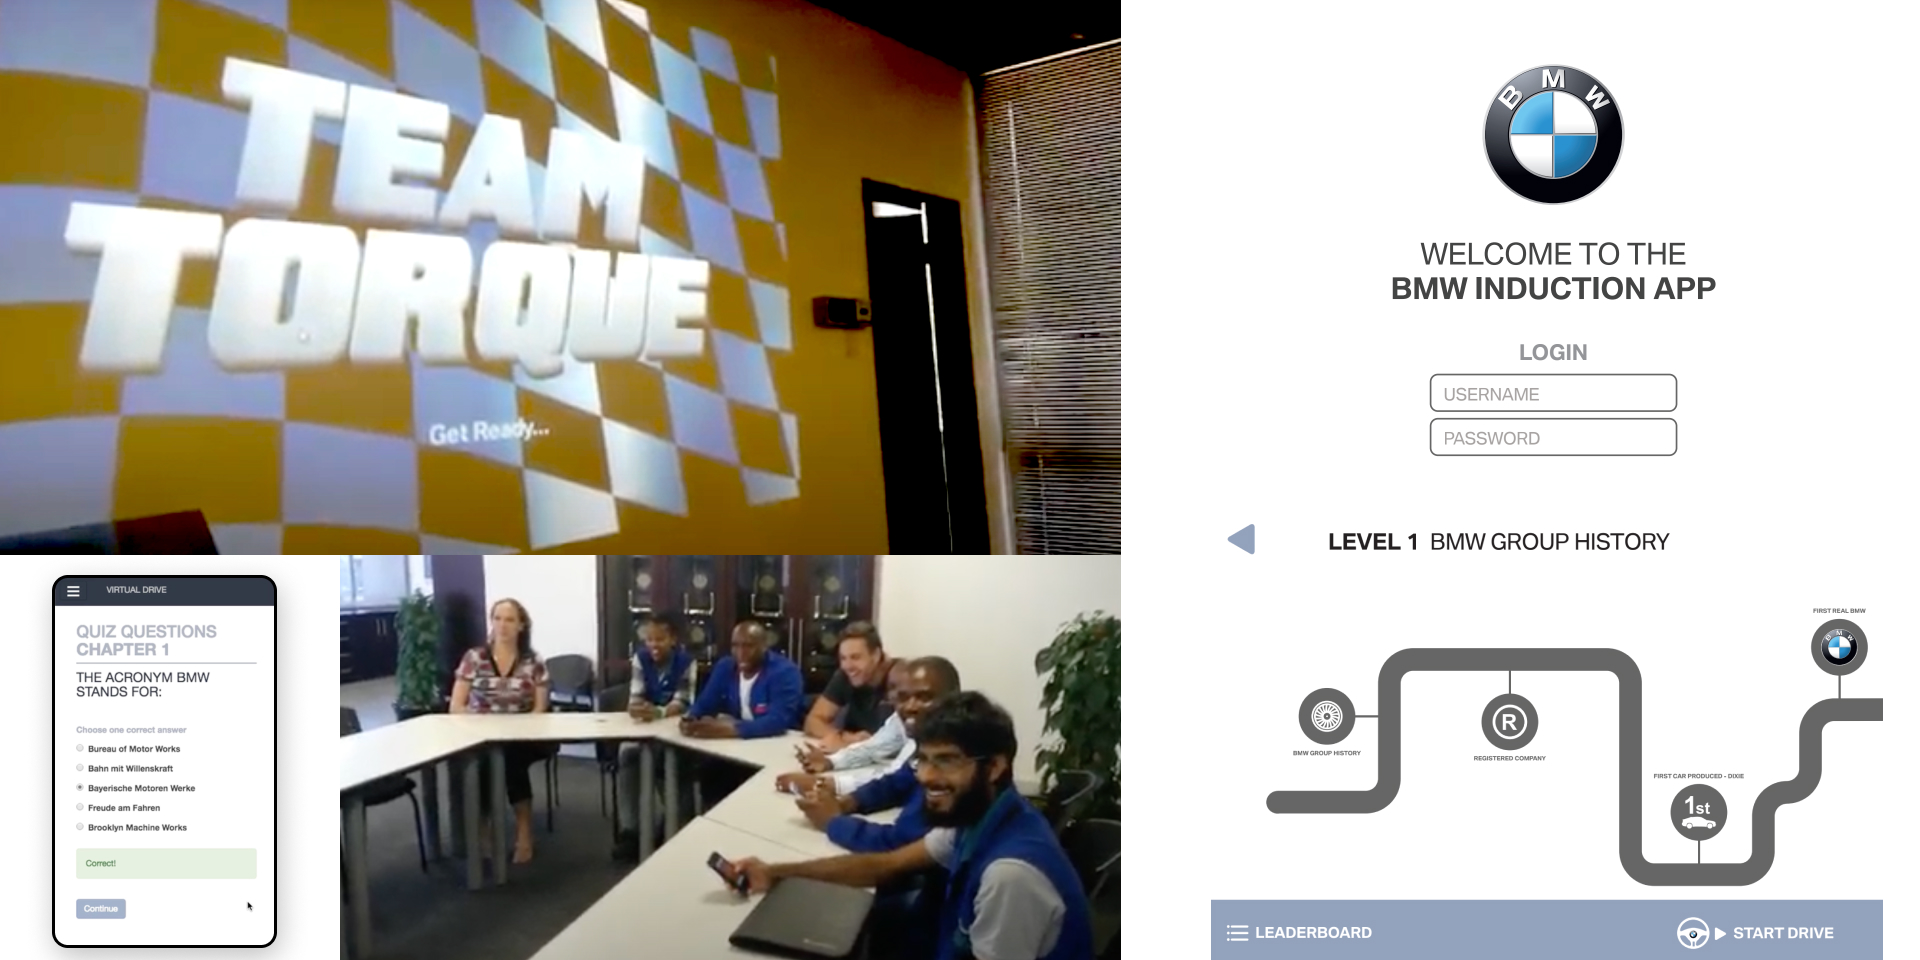 TEAM
TORQUE
Get Ready...
VIRTUAL DRIVE
QUIZ QUESTIONS
CHAPTER 1
THE ACRONYM BMW
STANDS FOR:
Choose one correct answer
Bureau of Motor Works
Bahn mit Willenskraft
Bayerische Motoren Werke
Freude am Fahren
Brooklyn Machine Works
Correct!
Continue
BMW
WELCOME TO THE
BMW INDUCTION APP
LOGIN
USERNAME
PASSWORD
LEVEL 1 BMW GROUP HISTORY
FIRST REAL BMW
BMW
BMW GROUP HISTORY
R
REGISTERED COMPANY
FIRST CAR PRODUCED - DIXIE
1st
LEADERBOARD
START DRIVE